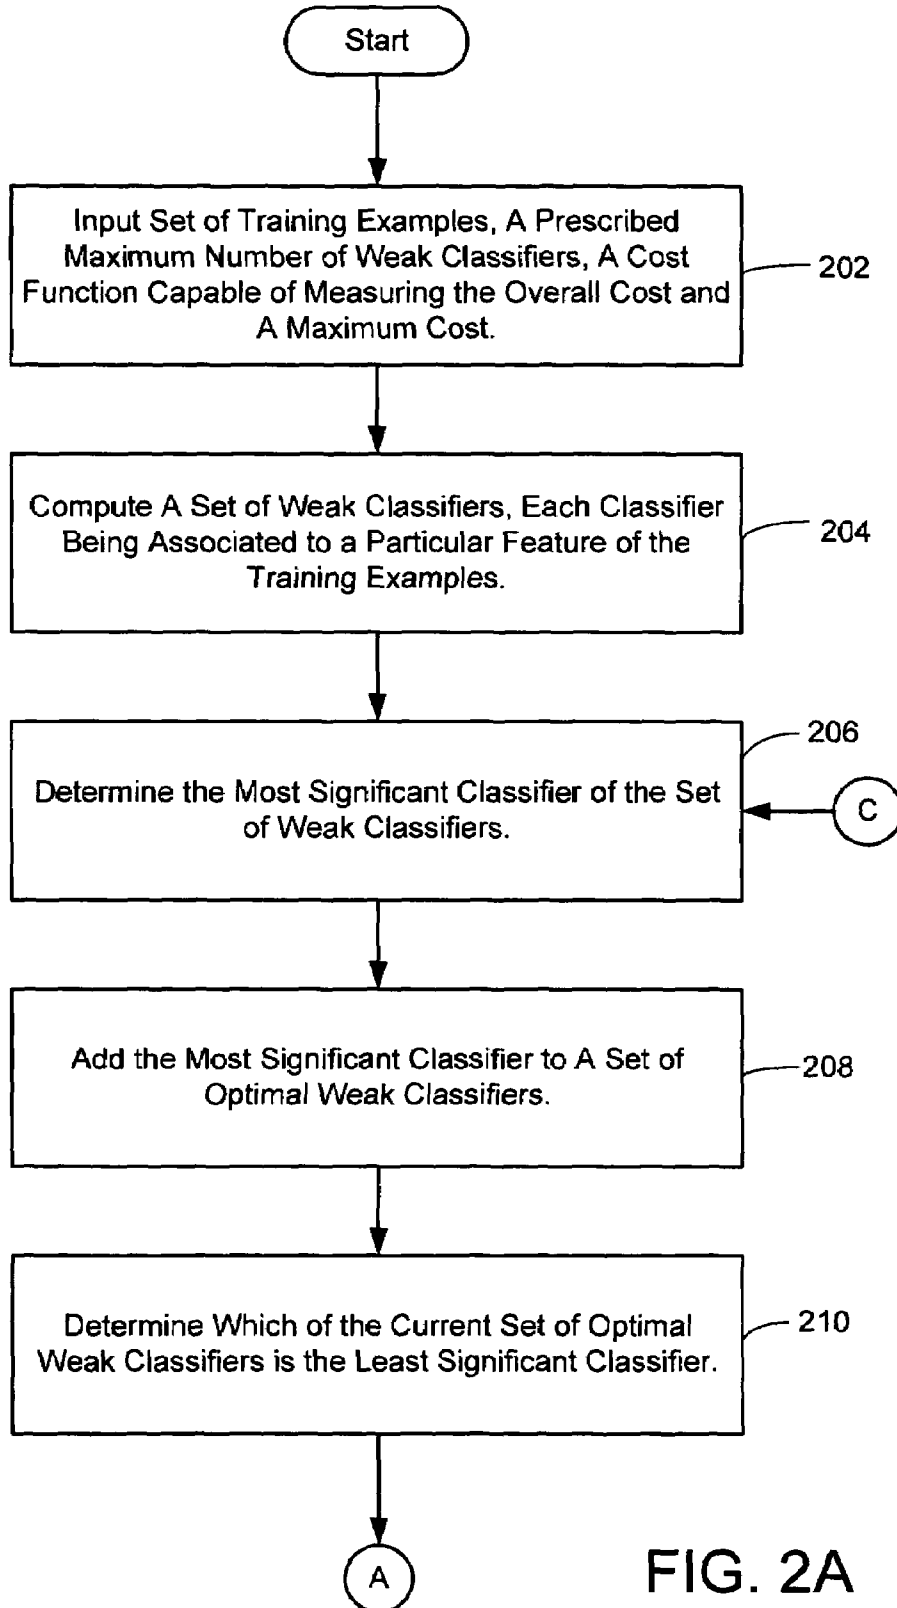 Start
Input Set of Training Examples, A Prescribed
Maximum Number of Weak Classifiers, A Cost
Function Capable of Measuring the Overall Cost and
A Maximum Cost.
202
Compute A Set of Weak Classifiers, Each Classifier
Being Associated to a Particular Feature of the
Training Examples.
204
Determine the Most Significant Classifier of the Set
of Weak Classifiers.
206
C
Add the Most Significant Classifier to A Set of
Optimal Weak Classifiers.
208
Determine Which of the Current Set of Optimal
Weak Classifiers is the Least Significant Classifier.
210
A
FIG. 2A